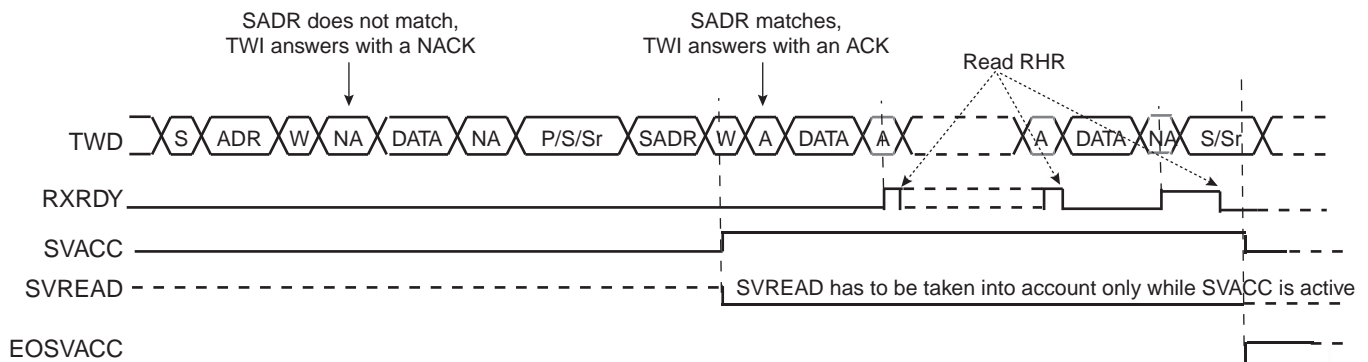 SADR does not match,
TWI answers with a NACK
SADR matches,
TWI answers with an ACK
Read RHR
TWD S ADR W NA DATA NA P/S/Sr SADR W A DATA A A DATA NA S/Sr
RXRDY
SVACC
SVREAD SVREAD has to be taken into account only while SVACC is active
EOSVACC